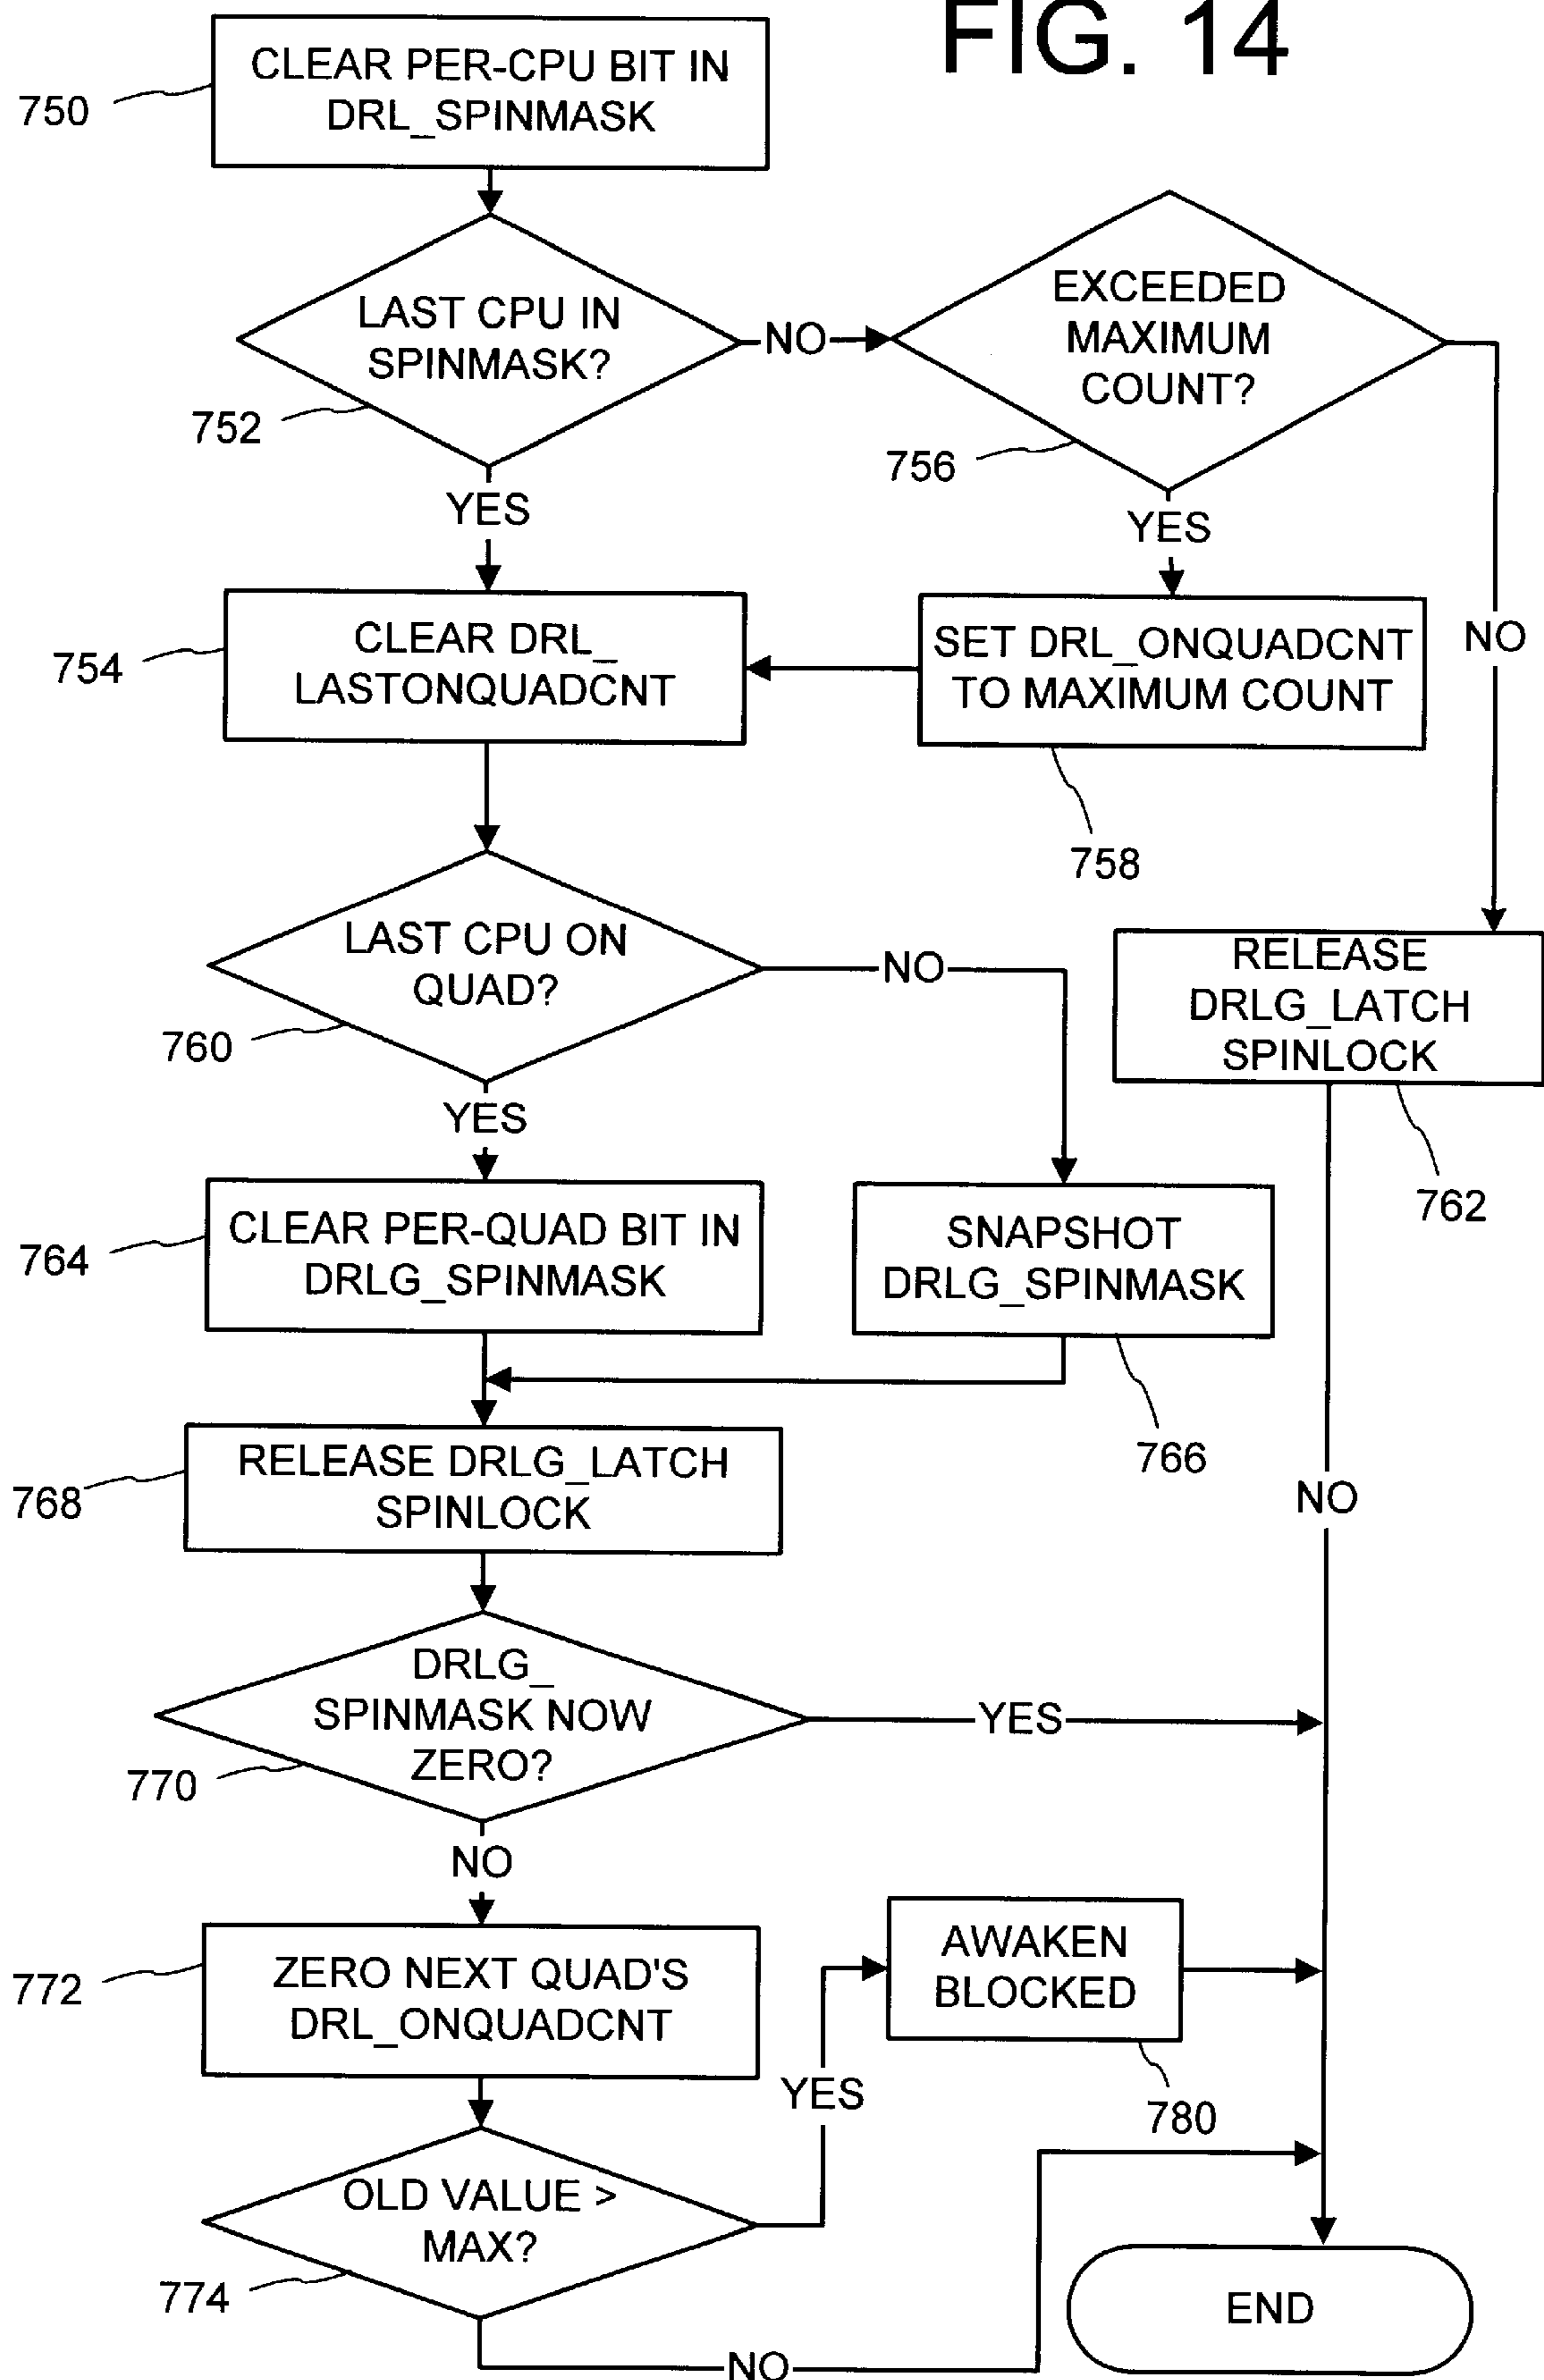 FIG. 14
CLEAR PER-CPU BIT IN
DRL_SPINMASK
750
LAST CPU IN
SPINMASK?
752
NO
EXCEEDED
MAXIMUM
COUNT?
756
YES
YES
NO
CLEAR DRL_
LASTONQUADCNT
754
SET DRL_ONQUADCNT
TO MAXIMUM COUNT
758
LAST CPU ON
QUAD?
760
NO
RELEASE
DRLG_LATCH
SPINLOCK
762
YES
CLEAR PER-QUAD BIT IN
DRLG_SPINMASK
764
SNAPSHOT
DRLG_SPINMASK
766
RELEASE DRLG_LATCH
SPINLOCK
768
NO
DRLG_
SPINMASK NOW
ZERO?
770
YES
NO
ZERO NEXT QUAD'S
DRL_ONQUADCNT
772
AWAKEN
BLOCKED
780
YES
OLD VALUE >
MAX?
774
NO
END